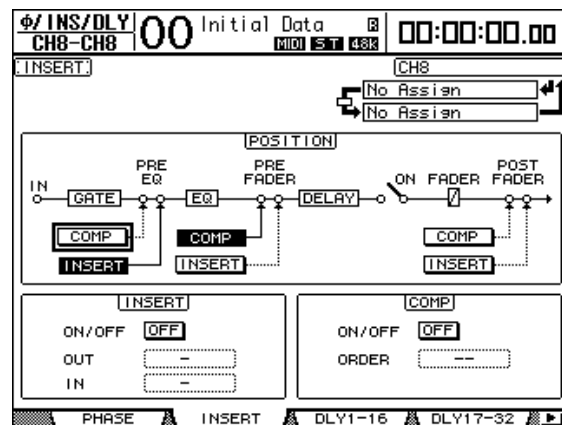 φ/INS/DLY
CH8-CH8
00
Initial Data
R
MIDI ST 48K
00:00:00.00
INSERT
CH8
No Assign
No Assign
POSITION
IN
GATE
PRE EQ
EQ
PRE FADER
DELAY
ON
FADER
POST FADER
COMP
COMP
COMP
INSERT
INSERT
INSERT
INSERT
ON/OFF OFF
OUT -
IN -
COMP
ON/OFF OFF
ORDER --
PHASE INSERT DLY1-16 DLY17-32